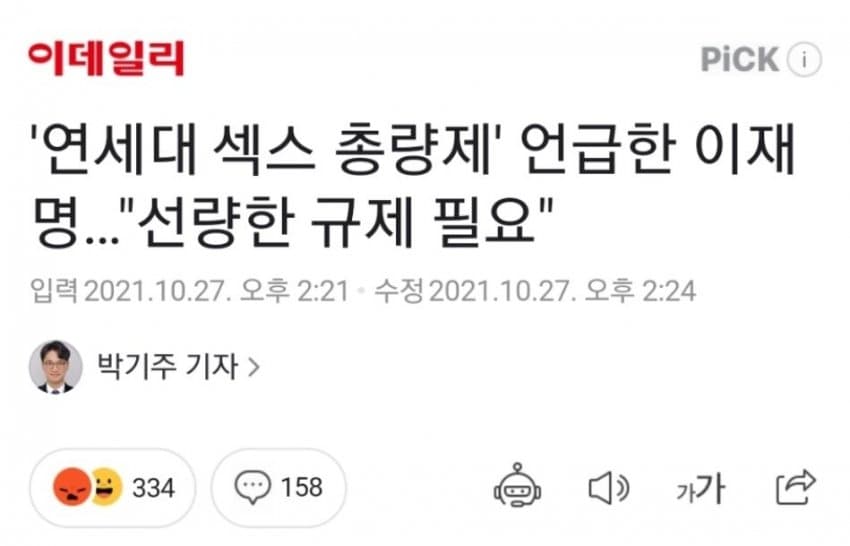 이데일리
PiCK i
'연세대 섹스 총량제' 언급한 이재
명..."선량한 규제 필요"
입력 2021.10.27. 오후 2:21 · 수정 2021.10.27. 오후 2:24
박기주 기자 >
334
158
가가